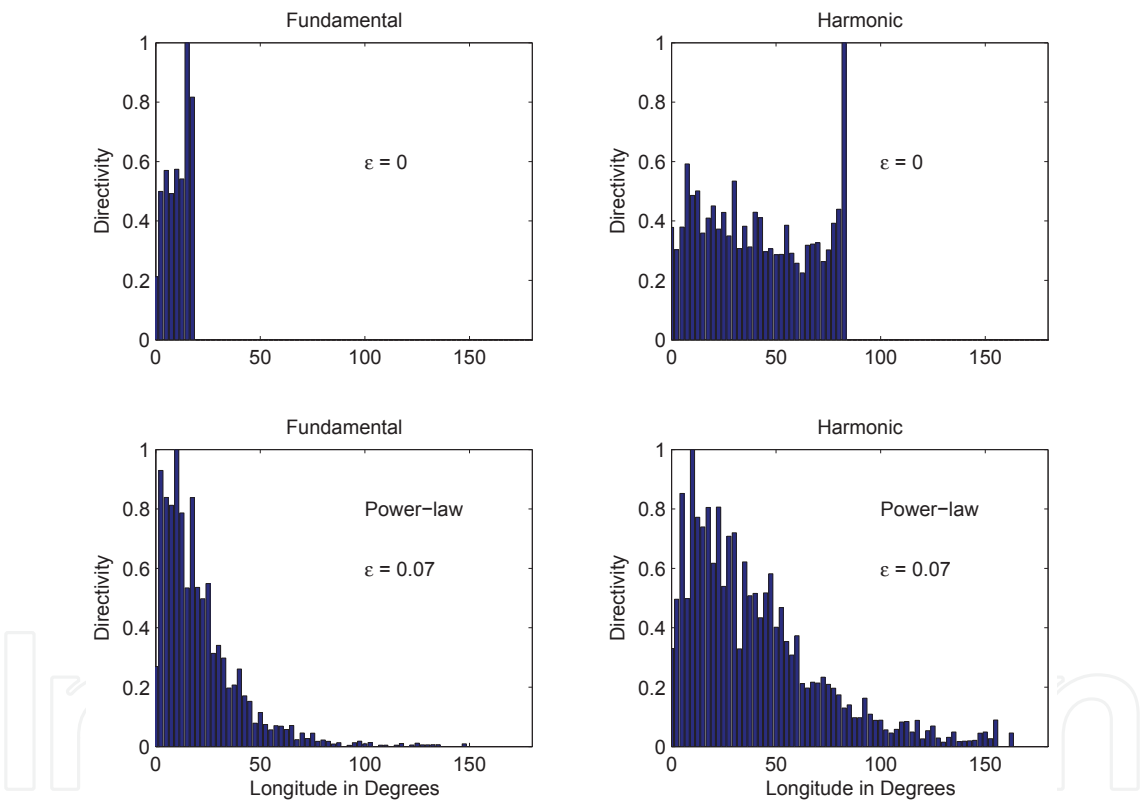 Fundamental
Harmonic
1
0.8
0.6
0.4
0.2
0
Directivity
ε = 0
0
50
100
150
1
0.8
0.6
0.4
0.2
0
Directivity
ε = 0
0
50
100
150
Fundamental
Harmonic
1
0.8
0.6
0.4
0.2
0
Directivity
Power−law
ε = 0.07
0
50
100
150
Longitude in Degrees
1
0.8
0.6
0.4
0.2
0
Directivity
Power−law
ε = 0.07
0
50
100
150
Longitude in Degrees